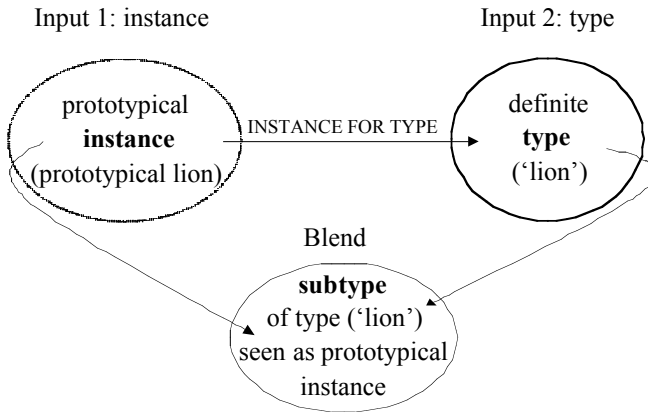 Input 1: instance
Input 2: type
prototypical
instance
(prototypical lion)
INSTANCE FOR TYPE
definite
type
(‘lion’)
Blend
subtype
of type (‘lion’)
seen as prototypical
instance